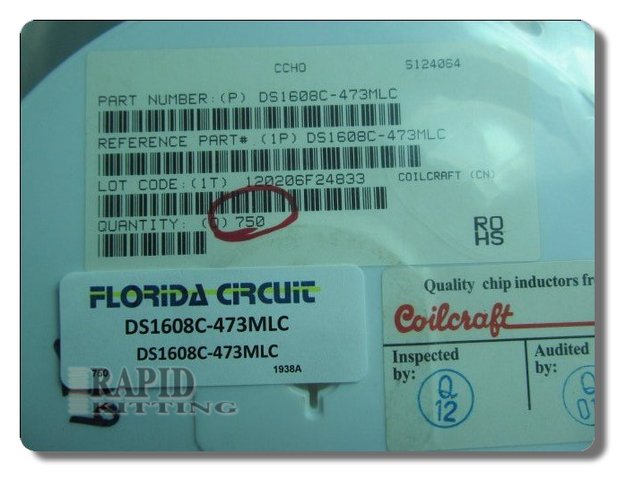 CCHO 5124064
PART NUMBER:(P) DS1608C-473MLC
REFERENCE PART# (1P) DS1608C-473MLC
LOT CODE:(1T) 120206F24833 COILCRAFT (CN)
QUANTITY: (Q) 750
RO
HS
FLORIDA CIRCUIT
DS1608C-473MLC
DS1608C-473MLC
750 1938A
RAPID
KITTING
Quality chip inductors
Coilcraft
Inspected by:
Audited by:
Q
12